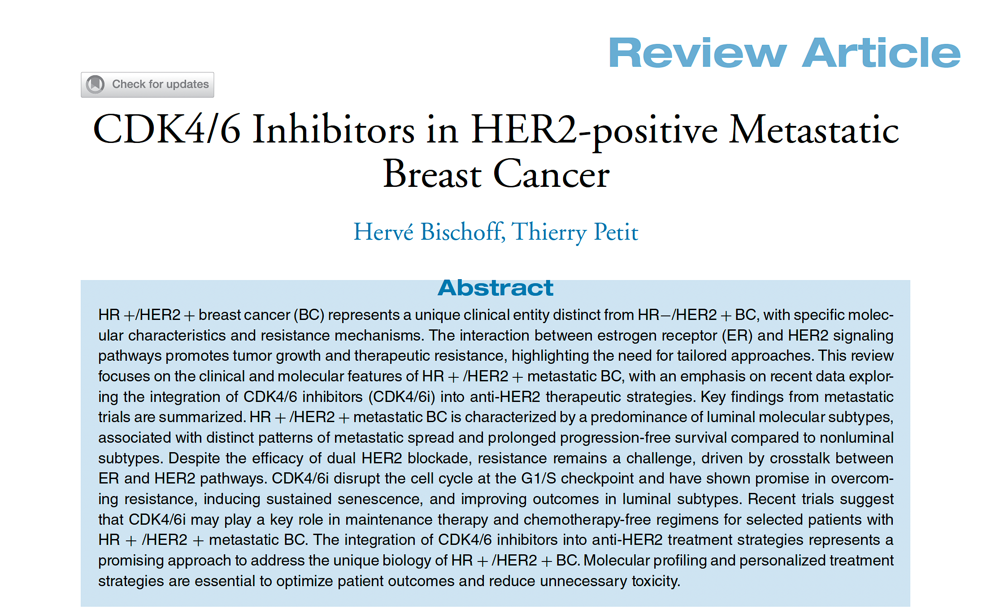 Review Article
Check for updates
CDK4/6 Inhibitors in HER2-positive Metastatic
Breast Cancer
Hervé Bischoff, Thierry Petit
Abstract
HR +/HER2 + breast cancer (BC) represents a unique clinical entity distinct from HR−/HER2 + BC, with specific molec-
ular characteristics and resistance mechanisms. The interaction between estrogen receptor (ER) and HER2 signaling
pathways promotes tumor growth and therapeutic resistance, highlighting the need for tailored approaches. This review
focuses on the clinical and molecular features of HR + /HER2 + metastatic BC, with an emphasis on recent data explor-
ing the integration of CDK4/6 inhibitors (CDK4/6i) into anti-HER2 therapeutic strategies. Key findings from metastatic
trials are summarized. HR + /HER2 + metastatic BC is characterized by a predominance of luminal molecular subtypes,
associated with distinct patterns of metastatic spread and prolonged progression-free survival compared to nonluminal
subtypes. Despite the efficacy of dual HER2 blockade, resistance remains a challenge, driven by crosstalk between
ER and HER2 pathways. CDK4/6i disrupt the cell cycle at the G1/S checkpoint and have shown promise in overcom-
ing resistance, inducing sustained senescence, and improving outcomes in luminal subtypes. Recent trials suggest
that CDK4/6i may play a key role in maintenance therapy and chemotherapy-free regimens for selected patients with
HR + /HER2 + metastatic BC. The integration of CDK4/6 inhibitors into anti-HER2 treatment strategies represents a
promising approach to address the unique biology of HR + /HER2 + BC. Molecular profiling and personalized treatment
strategies are essential to optimize patient outcomes and reduce unnecessary toxicity.